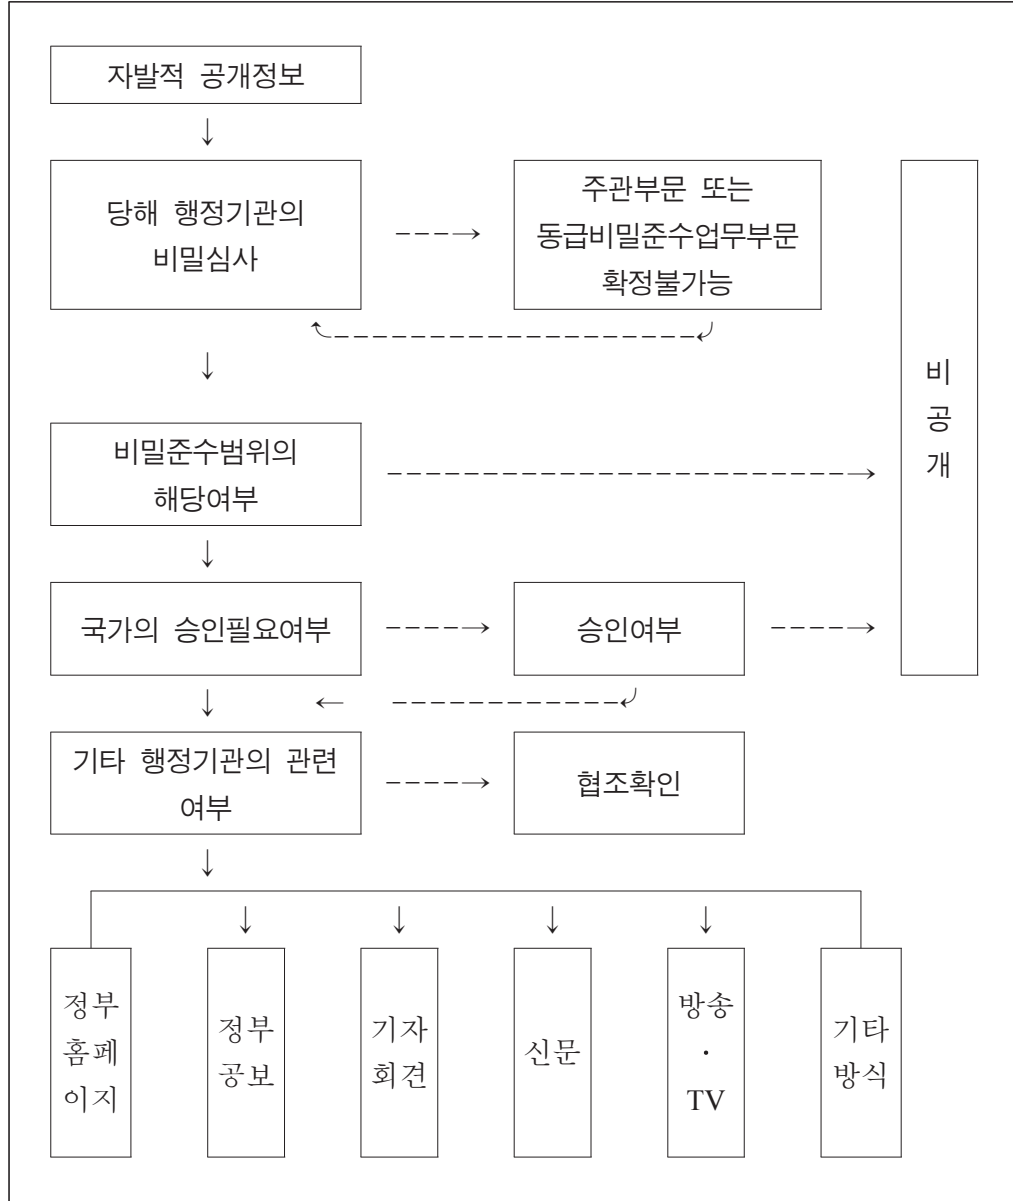 자발적 공개정보
당해 행정기관의
비밀심사
주관부문 또는
동급비밀준수업무부문
확정불가능
비
공
개
비밀준수범위의
해당여부
국가의 승인필요여부
승인여부
기타 행정기관의 관련
여부
협조확인
정부
홈페
이지
정부
공보
기자
회견
신문
방송
·
TV
기타
방식